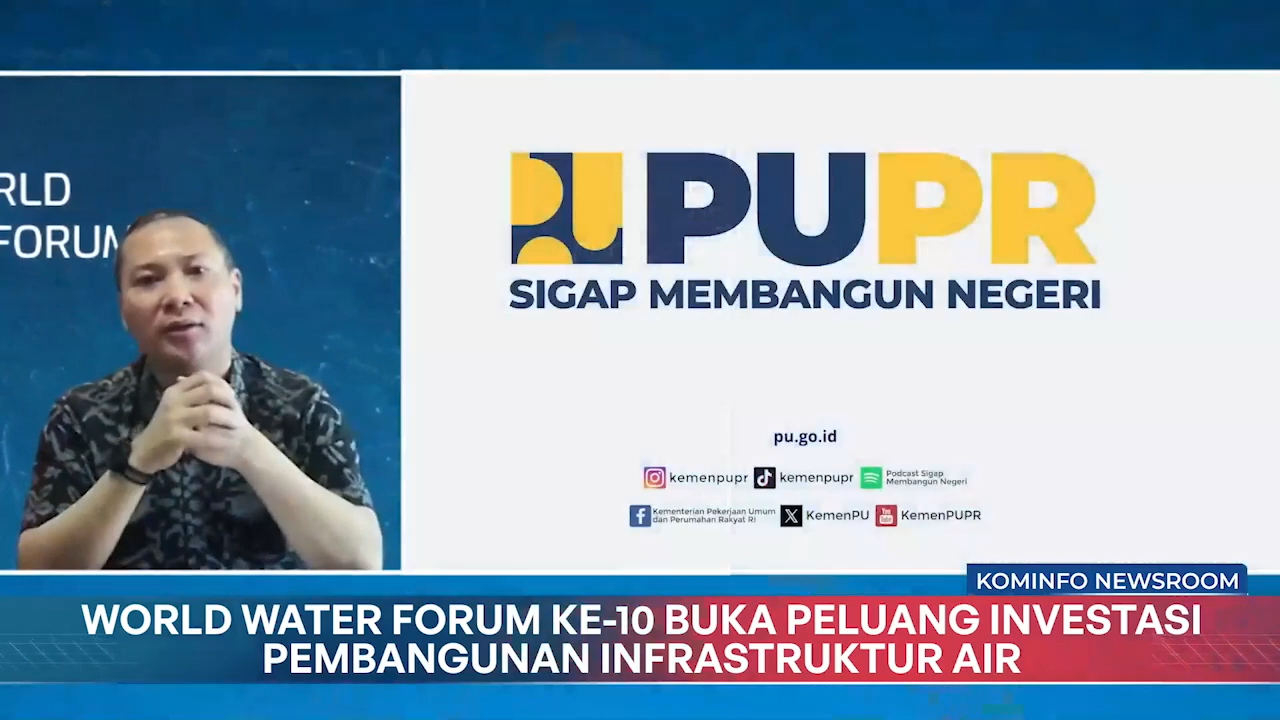 RLD
FORUM
PUPR
SIGAP MEMBANGUN NEGERI
pu.go.id
kemenpupr
kemenpupr
Podcast Sigap
Membangun Negeri
Kementerian Pekerjaan Umum
dan Perumahan Rakyat RI
KemenPU
KemenPUPR
KOMINFO NEWSROOM
WORLD WATER FORUM KE-10 BUKA PELUANG INVESTASI
PEMBANGUNAN INFRASTRUKTUR AIR